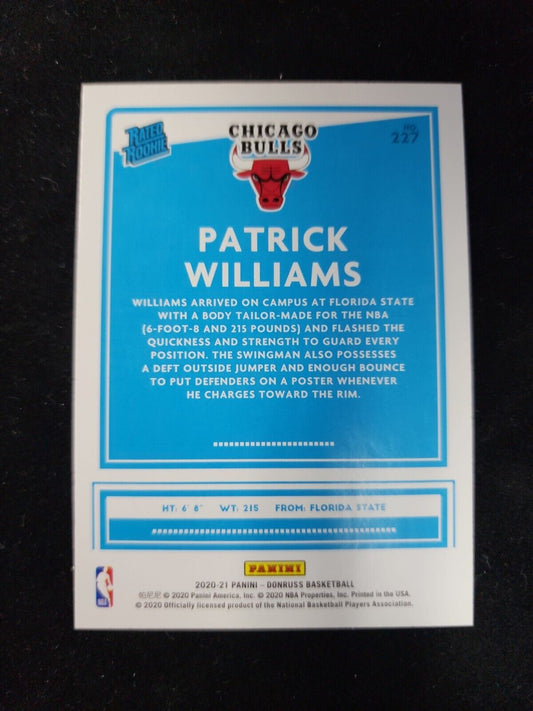 RATED
ROOKIE
CHICAGO
BULLS
NO.
227
PATRICK
WILLIAMS
WILLIAMS ARRIVED ON CAMPUS AT FLORIDA STATE
WITH A BODY TAILOR-MADE FOR THE NBA
(6-FOOT-8 AND 215 POUNDS) AND FLASHED THE
QUICKNESS AND STRENGTH TO GUARD EVERY
POSITION. THE SWINGMAN ALSO POSSESSES
A DEFT OUTSIDE JUMPER AND ENOUGH BOUNCE
TO PUT DEFENDERS ON A POSTER WHENEVER
HE CHARGES TOWARD THE RIM.
HT: 6' 8" WT: 215 FROM: FLORIDA STATE
PANINI
2020-21 PANINI – DONRUSS BASKETBALL
帕尼尼 © 2020 Panini America, Inc. © 2020 NBA Properties, Inc. Printed in the USA.
© 2020 Officially licensed product of the National Basketball Players Association.
NBA